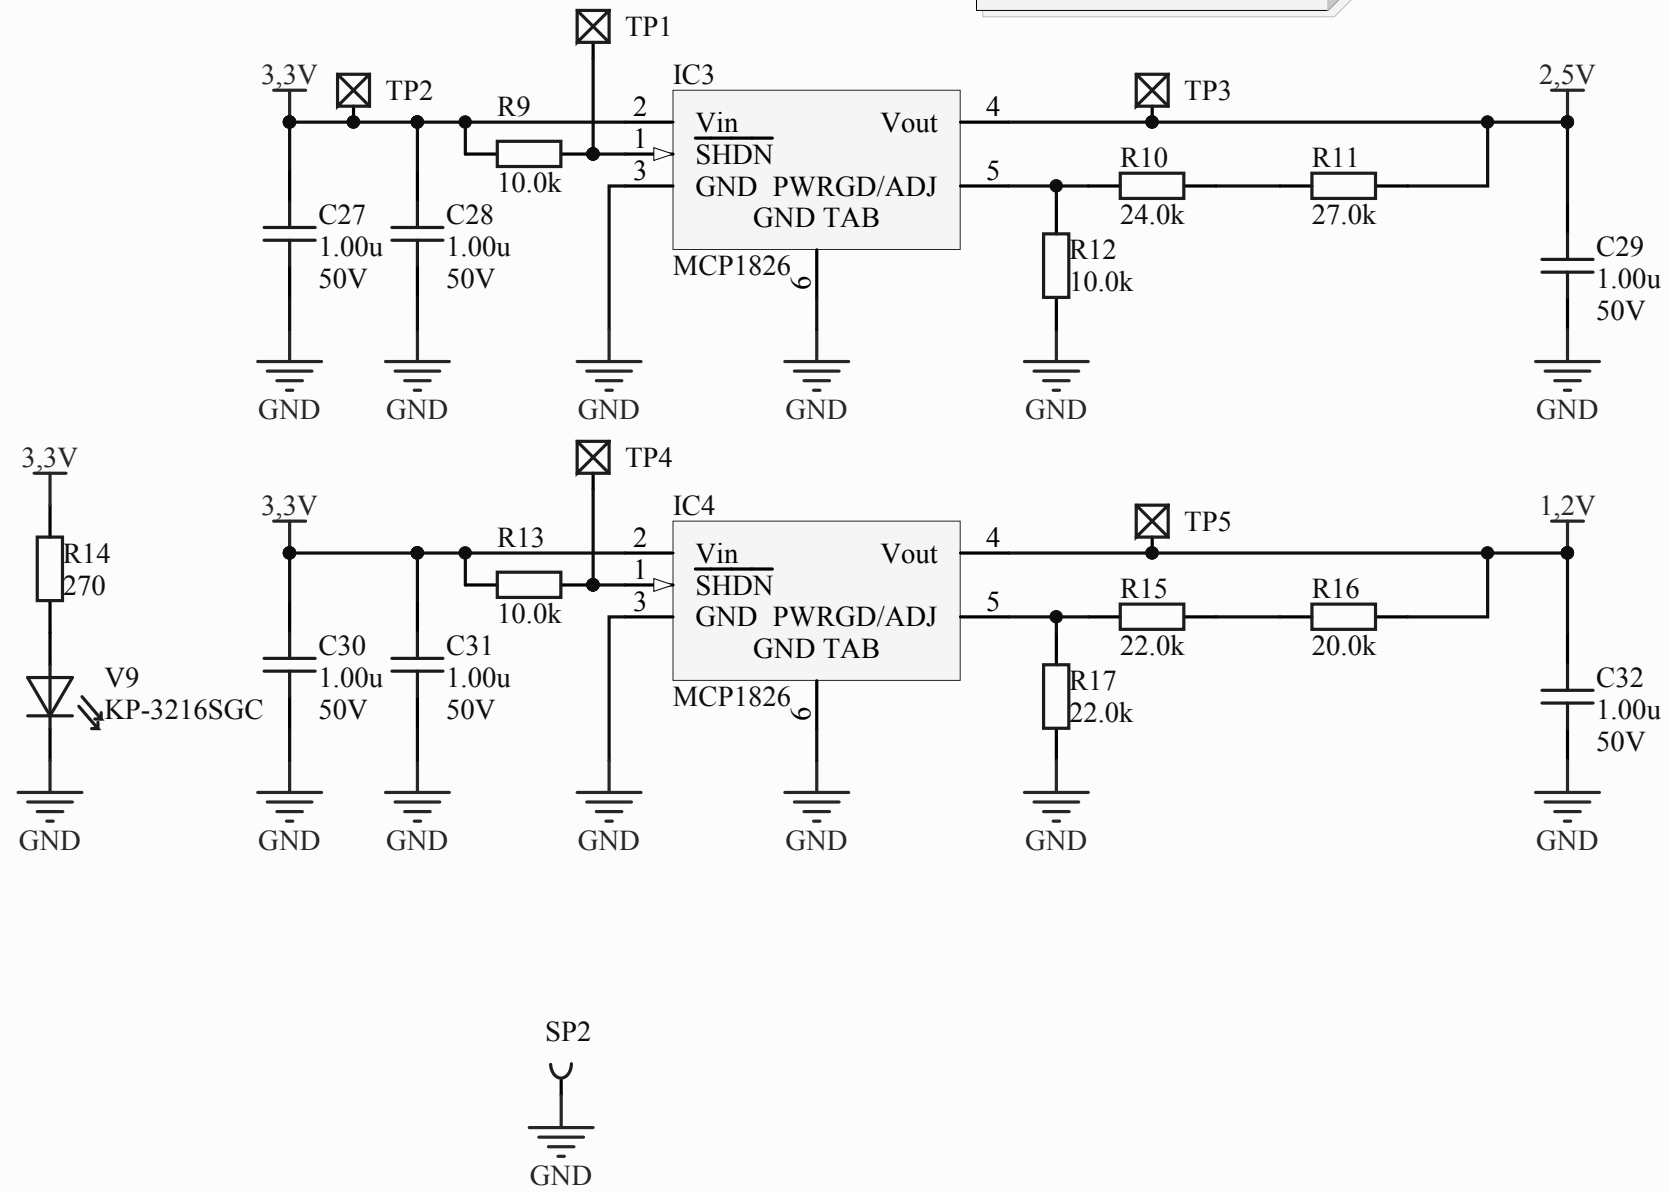 TP1
3,3V
TP2
R9
10.0k
IC3
2
1
3
Vin
SHDN
GND PWRGD/ADJ
GND TAB
Vout
MCP1826
6
4
5
TP3
R10
24.0k
R11
27.0k
R12
10.0k
2,5V
C27
1.00u
50V
C28
1.00u
50V
C29
1.00u
50V
GND
GND
GND
GND
GND
GND
3,3V
R14
270
V9
KP-3216SGC
GND
TP4
3,3V
R13
10.0k
IC4
2
1
3
Vin
SHDN
GND PWRGD/ADJ
GND TAB
Vout
MCP1826
6
4
5
TP5
R15
22.0k
R16
20.0k
R17
22.0k
1,2V
C30
1.00u
50V
C31
1.00u
50V
C32
1.00u
50V
GND
GND
GND
GND
GND
GND
SP2
GND